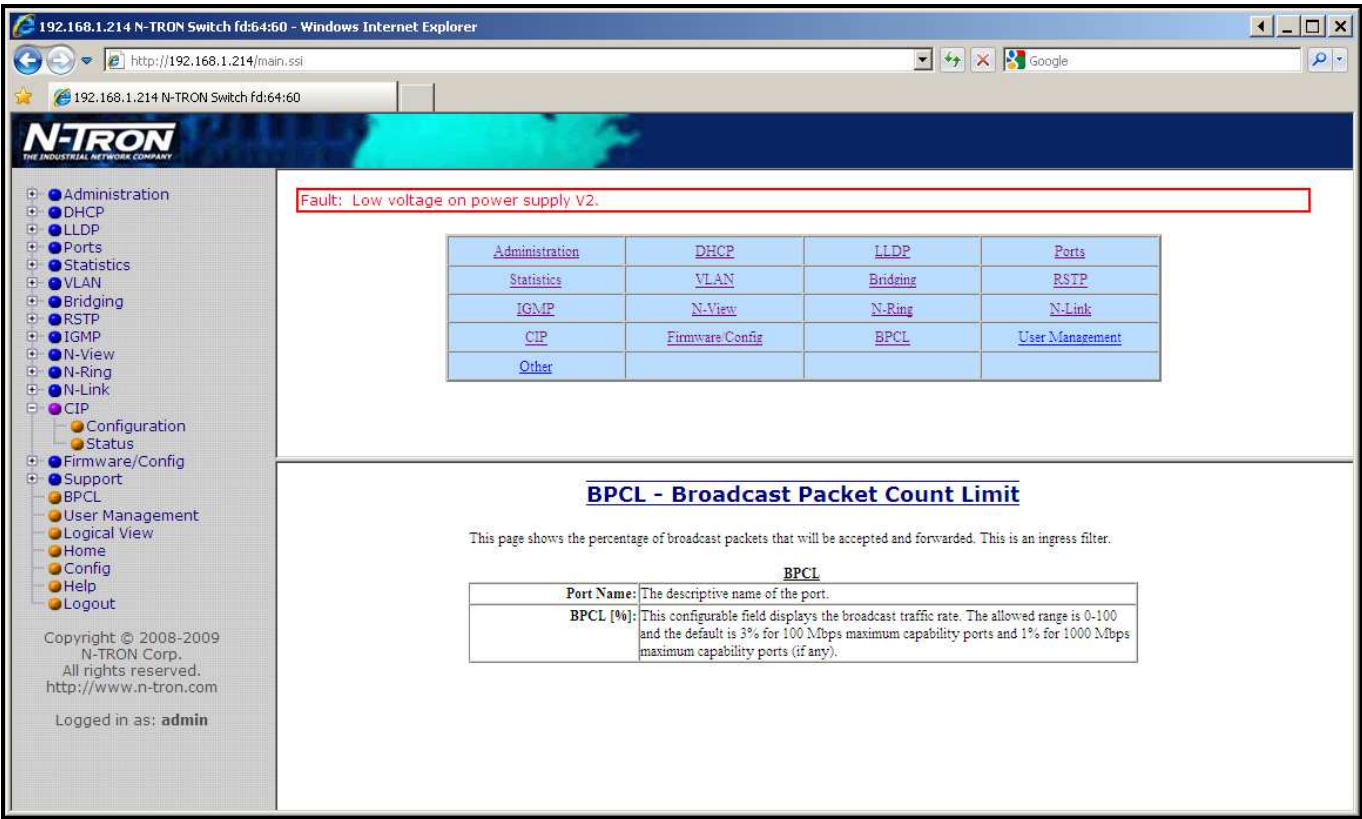 192.168.1.214 N-TRON Switch fd:64:60 - Windows Internet Explorer
http://192.168.1.214/main.ssi
Google
192.168.1.214 N-TRON Switch fd:64:60
N-TRON
THE INDUSTRIAL NETWORK COMPANY
Administration
DHCP
LLDP
Ports
Statistics
VLAN
Bridging
RSTP
IGMP
N-View
N-Ring
N-Link
CIP
Configuration
Status
Firmware/Config
Support
BPCL
User Management
Logical View
Home
Config
Help
Logout
Copyright © 2008-2009
N-TRON Corp.
All rights reserved.
http://www.n-tron.com
Logged in as: admin
Fault: Low voltage on power supply V2.
Administration DHCP LLDP Ports
Statistics VLAN Bridging RSTP
IGMP N-View N-Ring N-Link
CIP Firmware/Config BPCL User Management
Other
BPCL - Broadcast Packet Count Limit
This page shows the percentage of broadcast packets that will be accepted and forwarded. This is an ingress filter.
BPCL
Port Name: The descriptive name of the port.
BPCL [%]: This configurable field displays the broadcast traffic rate. The allowed range is 0-100
and the default is 3% for 100 Mbps maximum capability ports and 1% for 1000 Mbps
maximum capability ports (if any).